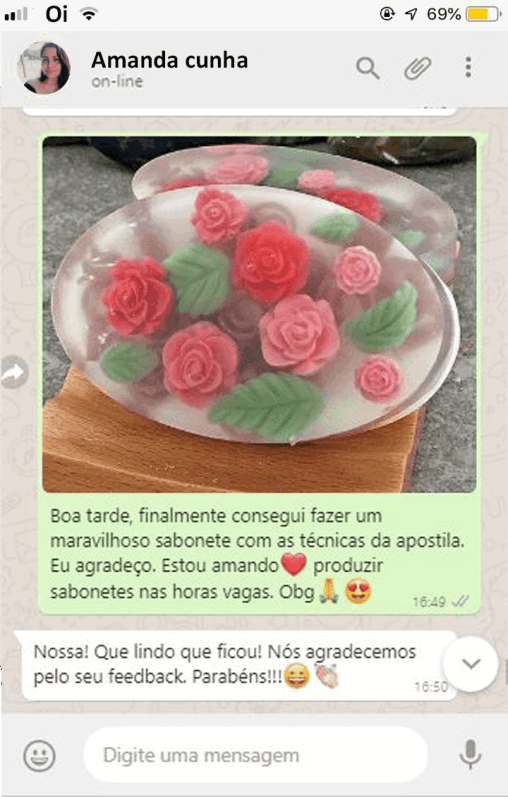 Oi 69%
Amanda cunha
on-line
Boa tarde, finalmente consegui fazer um
maravilhoso sabonete com as técnicas da apostila.
Eu agradeço. Estou amando❤️ produzir
sabonetes nas horas vagas. Obg🙏😍
16:49
Nossa! Que lindo que ficou! Nós agradecemos
pelo seu feedback. Parabéns!!!😄👏🏻
16:50
Digite uma mensagem